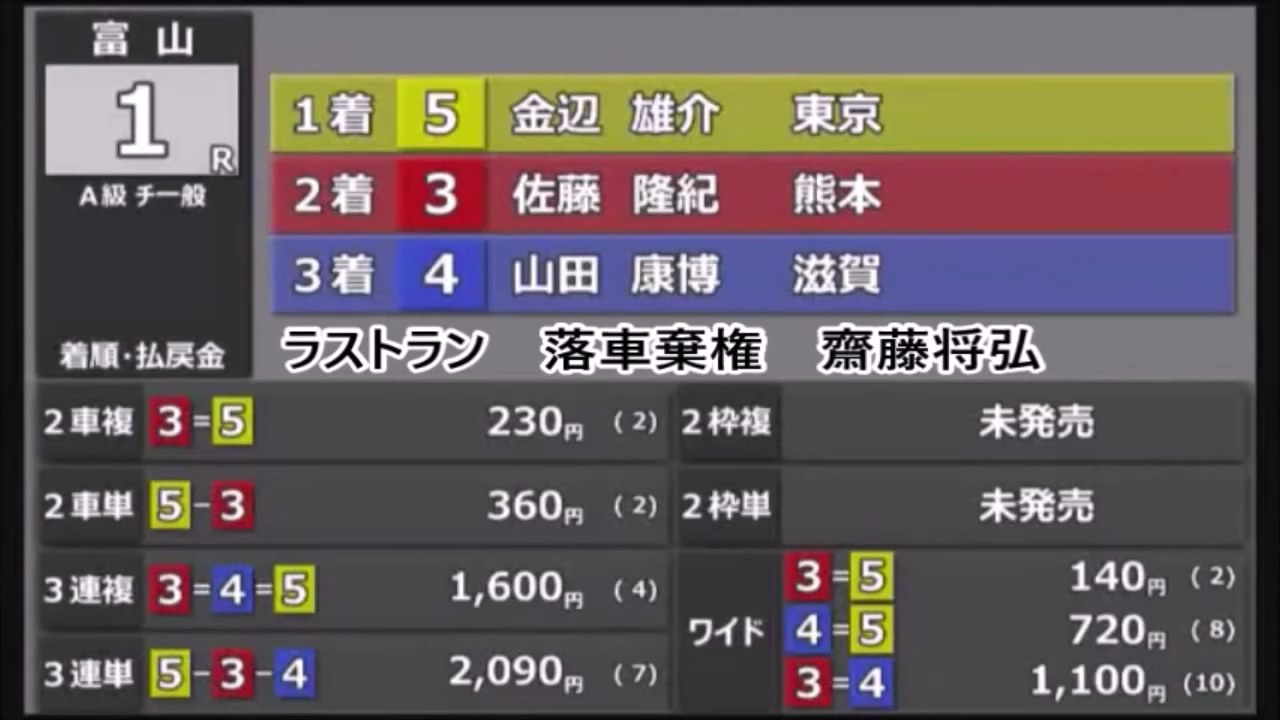 富山
1R
A級 チ一般
着順・払戻金
1着 5 金辺 雄介 東京
2着 3 佐藤 隆紀 熊本
3着 4 山田 康博 滋賀
ラストラン 落車棄権 齋藤将弘
2車複 3=5 230円 (2)
2車単 5-3 360円 (2)
3連複 3=4=5 1,600円 (4)
3連単 5-3-4 2,090円 (7)
2枠複 未発売
2枠単 未発売
ワイド
3=5 140円 (2)
4=5 720円 (8)
3=4 1,100円 (10)